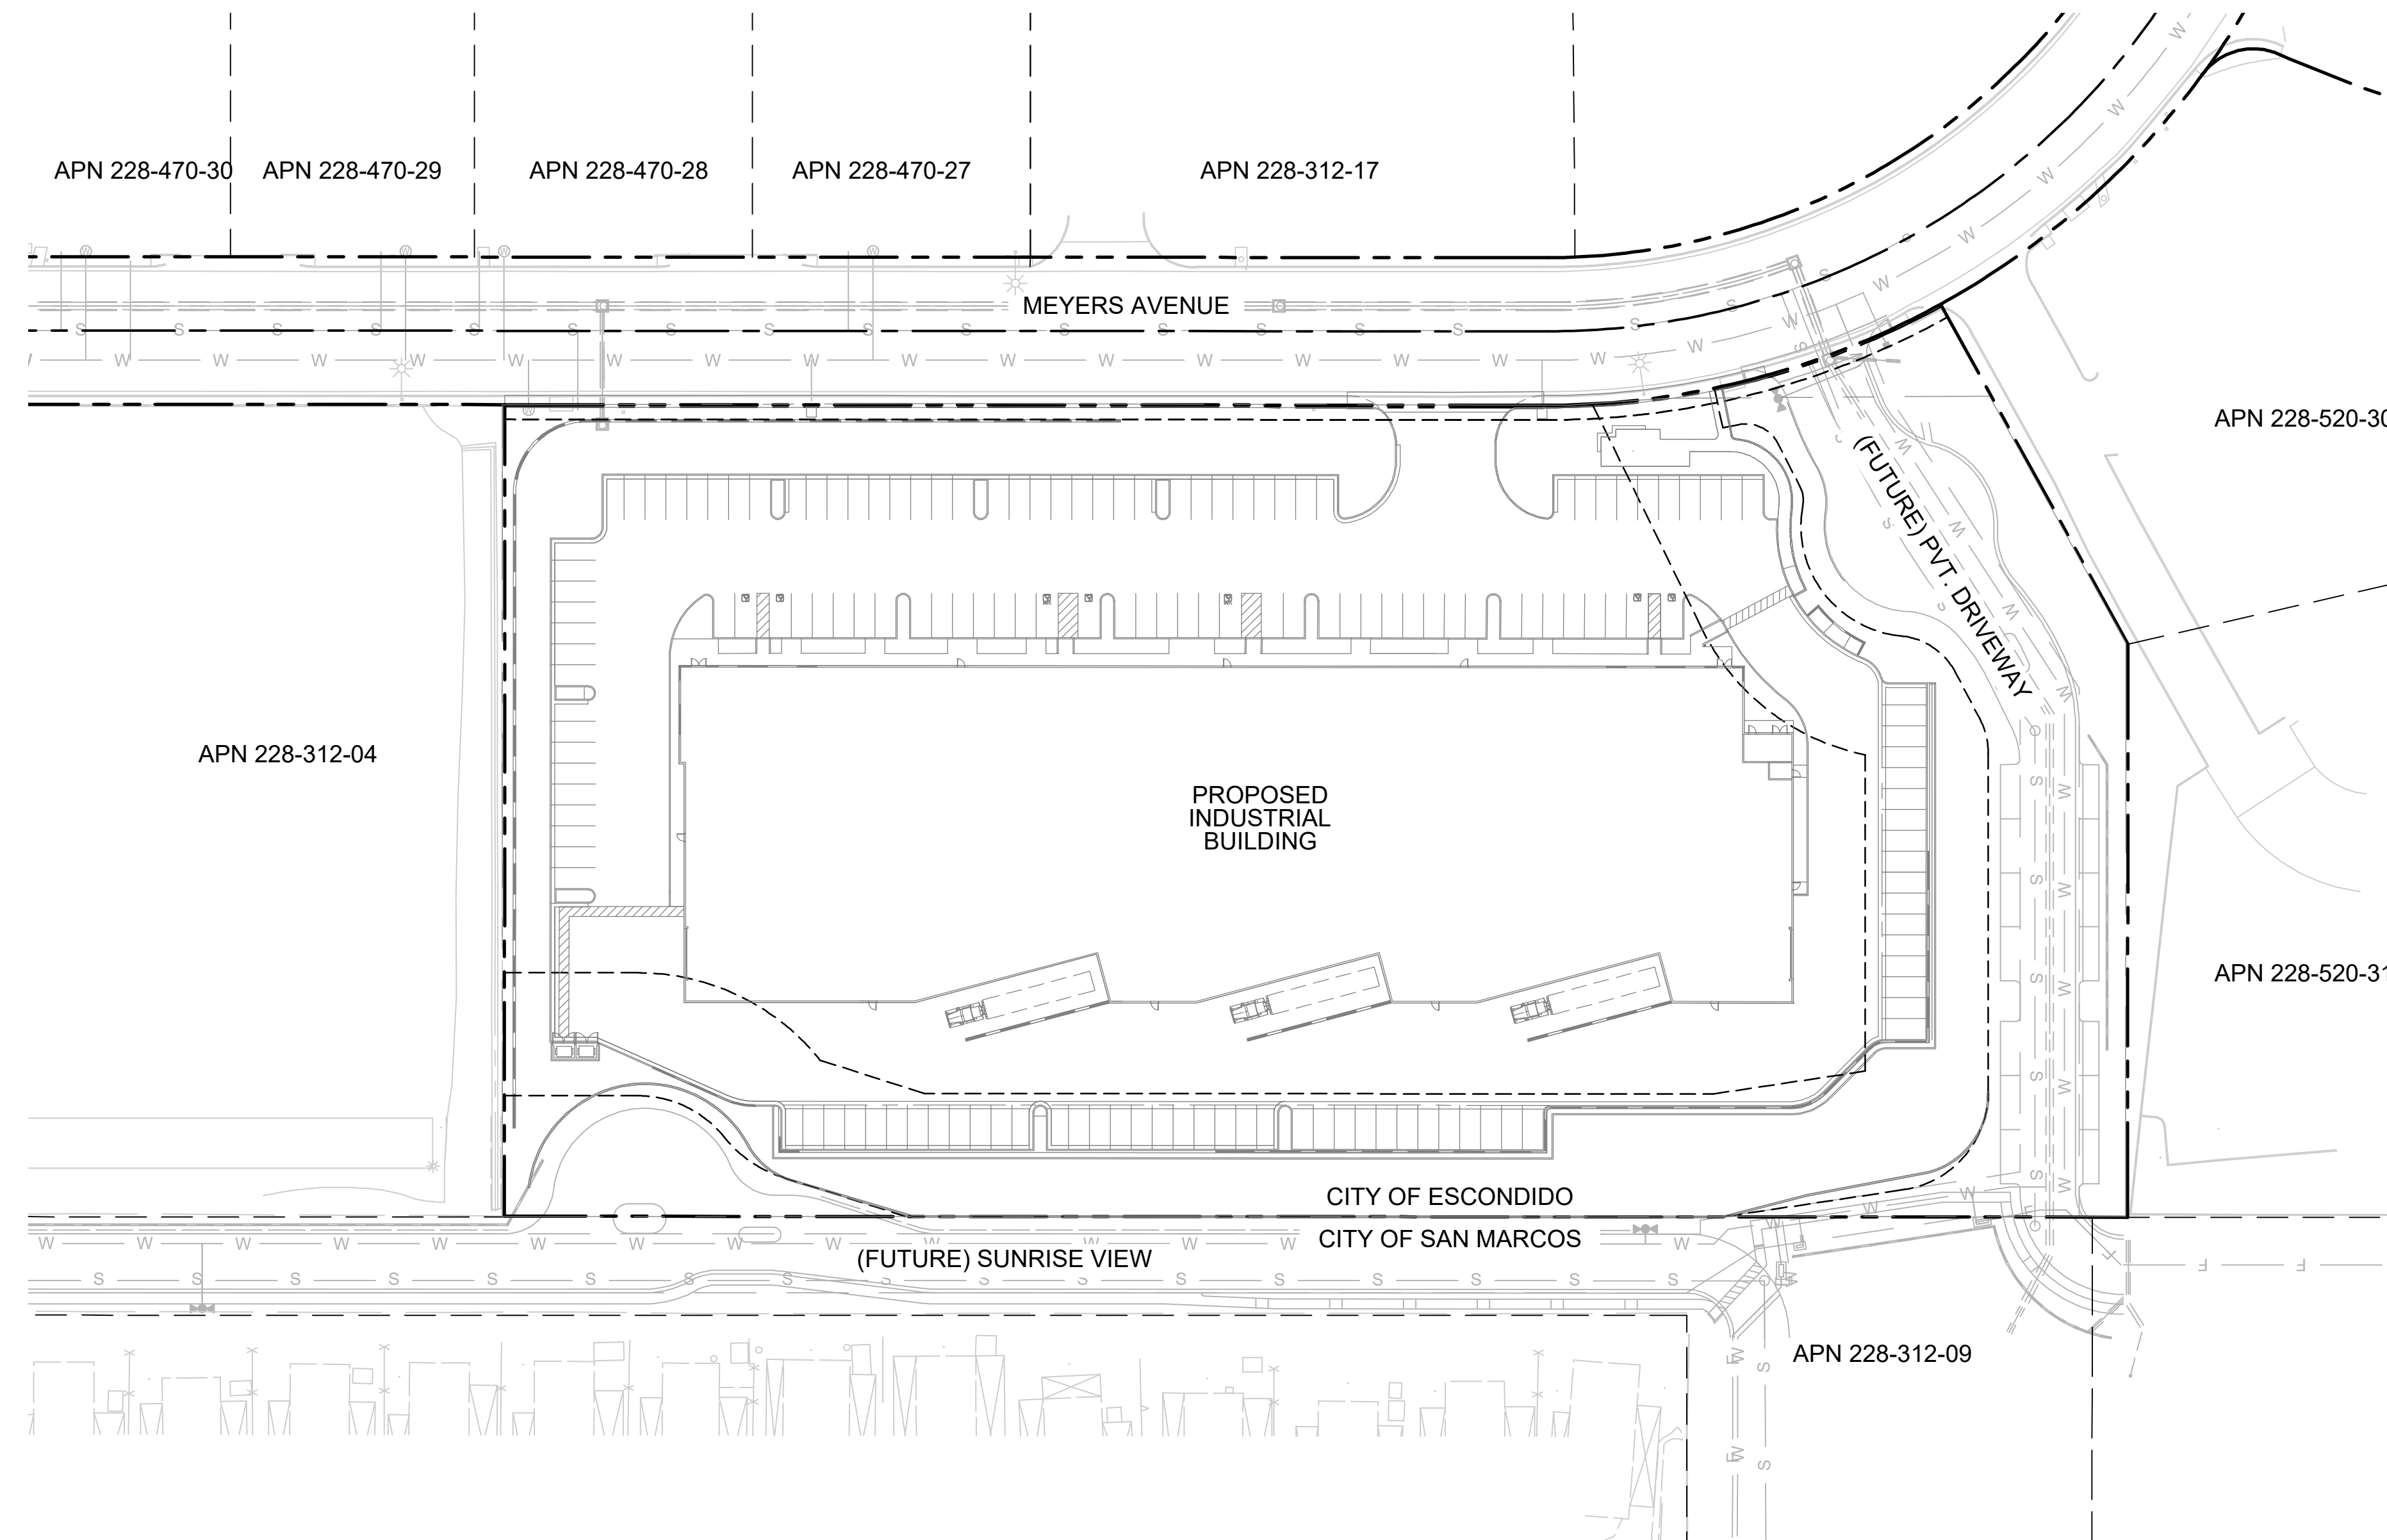 APN 228-470-30
APN 228-470-29
APN 228-470-28
APN 228-470-27
APN 228-312-17
MEYERS AVENUE
APN 228-520-30
(FUTURE) PVT. DRIVEWAY
APN 228-312-04
PROPOSED
INDUSTRIAL
BUILDING
APN 228-520-31
CITY OF ESCONDIDO
CITY OF SAN MARCOS
(FUTURE) SUNRISE VIEW
APN 228-312-09